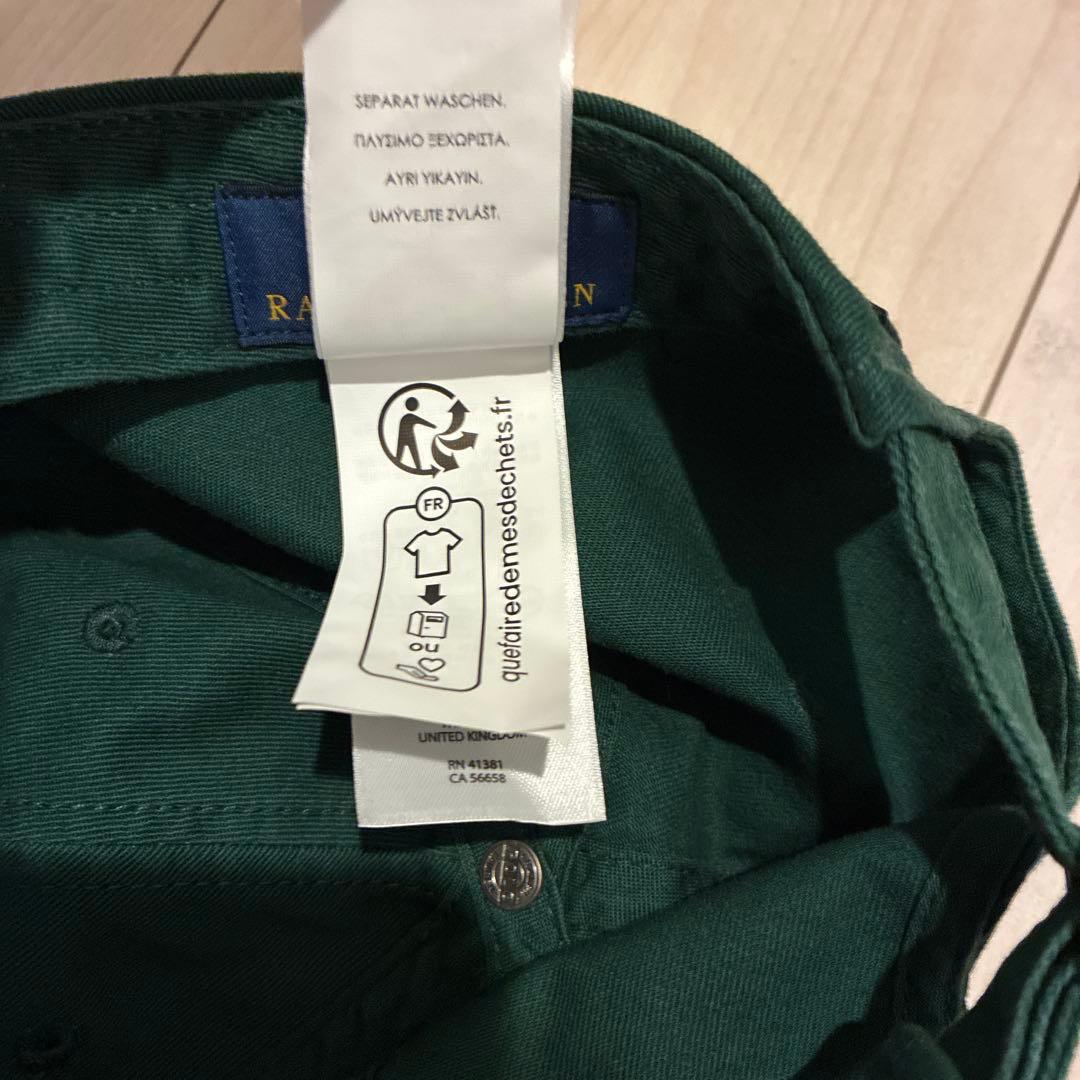 SEPARAT WASCHEN.
ΠΛΥΣΙΜΟ ΞΕΧΩΡΙΣΤΑ.
AYRI YIKAYIN.
UMÝVEJTE ZVLÁŠŤ.
RA
N
FR
OU
quefairedemesdechets.fr
UNITED KINGDOM
RN 41381
CA 56658